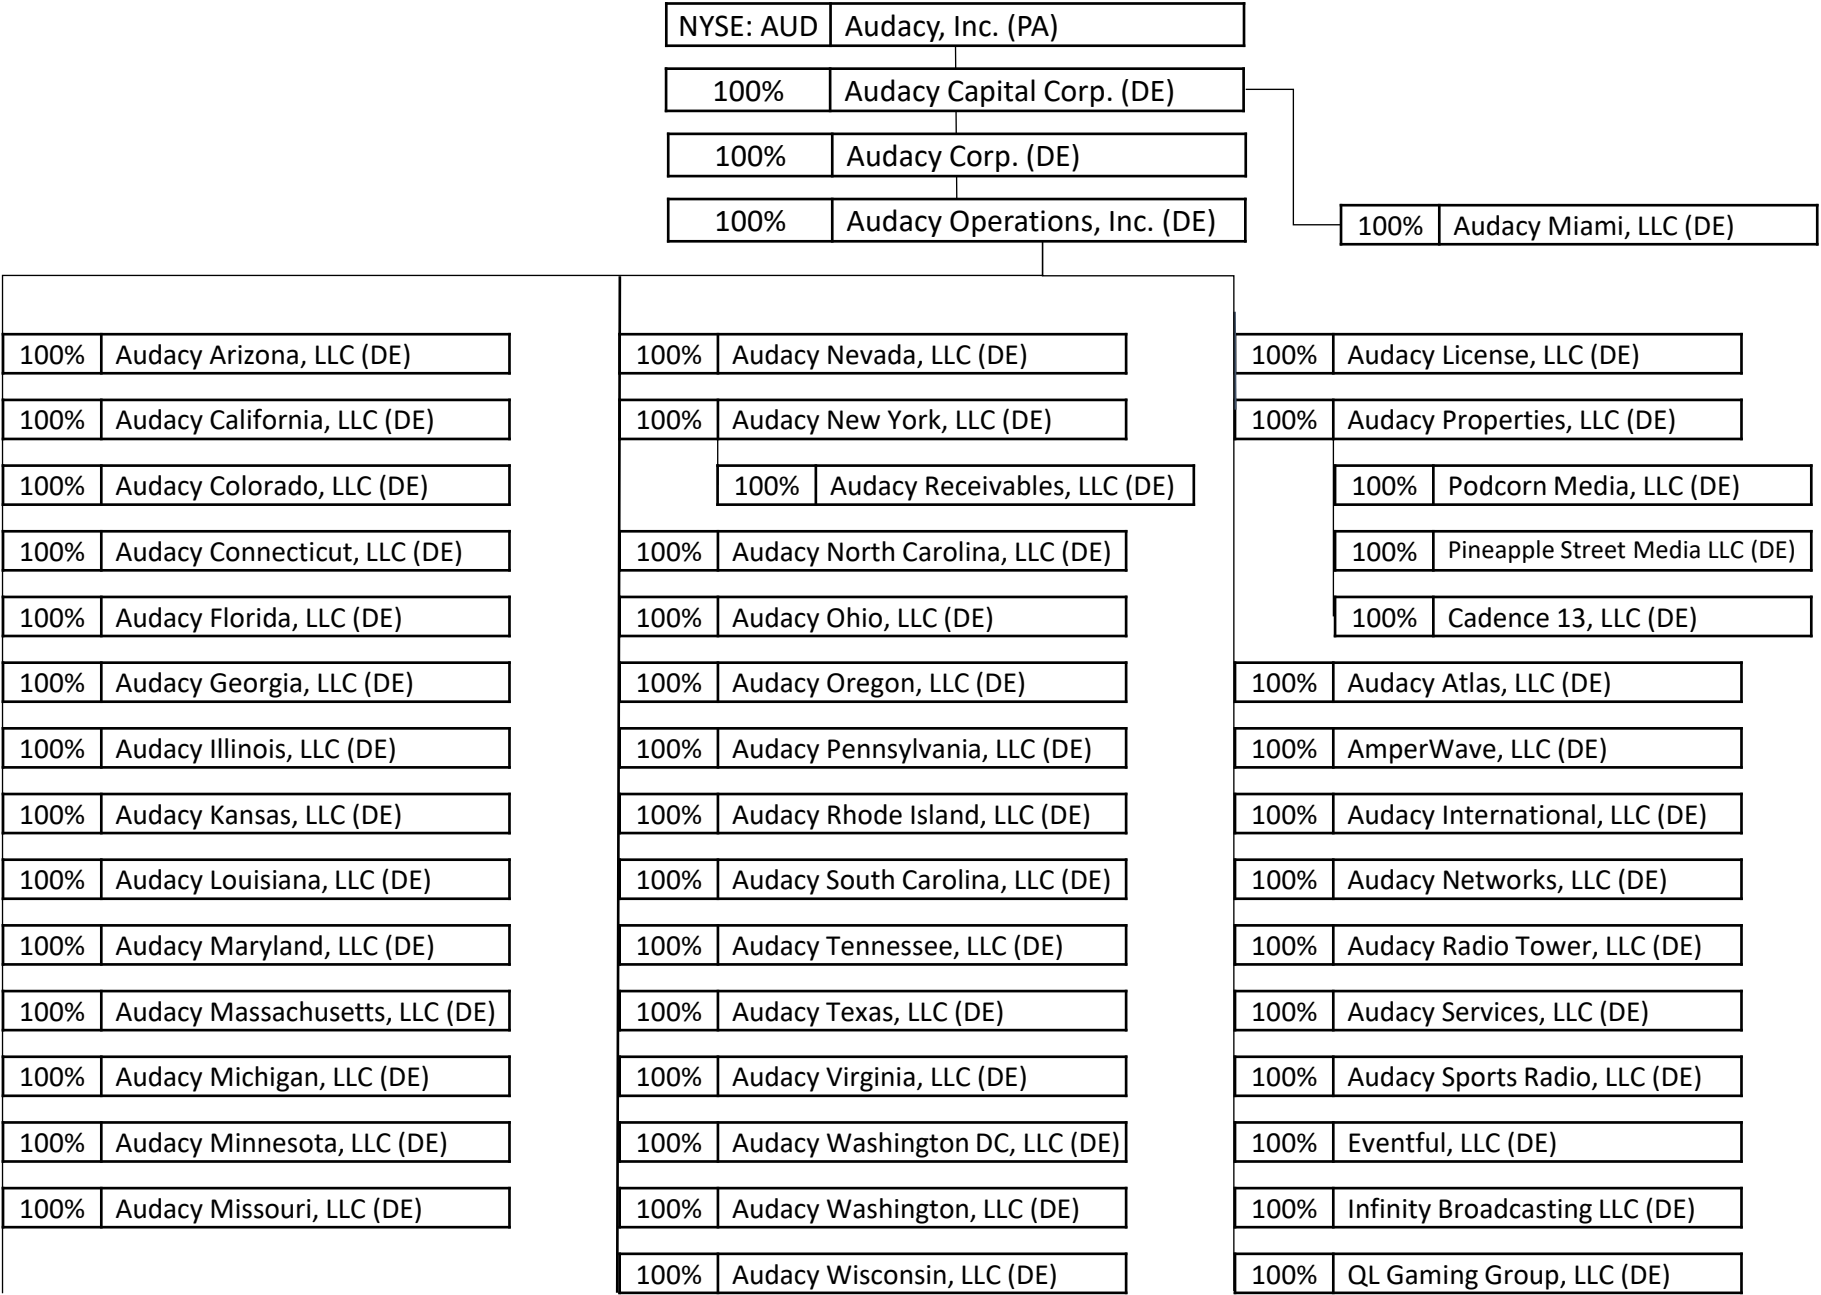 NYSE: AUD Audacy, Inc. (PA)
100% Audacy Capital Corp. (DE)
100% Audacy Corp. (DE)
100% Audacy Operations, Inc. (DE)
100% Audacy Miami, LLC (DE)
100% Audacy Arizona, LLC (DE)
100% Audacy California, LLC (DE)
100% Audacy Colorado, LLC (DE)
100% Audacy Connecticut, LLC (DE)
100% Audacy Florida, LLC (DE)
100% Audacy Georgia, LLC (DE)
100% Audacy Illinois, LLC (DE)
100% Audacy Kansas, LLC (DE)
100% Audacy Louisiana, LLC (DE)
100% Audacy Maryland, LLC (DE)
100% Audacy Massachusetts, LLC (DE)
100% Audacy Michigan, LLC (DE)
100% Audacy Minnesota, LLC (DE)
100% Audacy Missouri, LLC (DE)
100% Audacy Nevada, LLC (DE)
100% Audacy New York, LLC (DE)
100% Audacy Receivables, LLC (DE)
100% Audacy North Carolina, LLC (DE)
100% Audacy Ohio, LLC (DE)
100% Audacy Oregon, LLC (DE)
100% Audacy Pennsylvania, LLC (DE)
100% Audacy Rhode Island, LLC (DE)
100% Audacy South Carolina, LLC (DE)
100% Audacy Tennessee, LLC (DE)
100% Audacy Texas, LLC (DE)
100% Audacy Virginia, LLC (DE)
100% Audacy Washington DC, LLC (DE)
100% Audacy Washington, LLC (DE)
100% Audacy Wisconsin, LLC (DE)
100% Audacy License, LLC (DE)
100% Audacy Properties, LLC (DE)
100% Podcorn Media, LLC (DE)
100% Pineapple Street Media LLC (DE)
100% Cadence 13, LLC (DE)
100% Audacy Atlas, LLC (DE)
100% AmperWave, LLC (DE)
100% Audacy International, LLC (DE)
100% Audacy Networks, LLC (DE)
100% Audacy Radio Tower, LLC (DE)
100% Audacy Services, LLC (DE)
100% Audacy Sports Radio, LLC (DE)
100% Eventful, LLC (DE)
100% Infinity Broadcasting LLC (DE)
100% QL Gaming Group, LLC (DE)